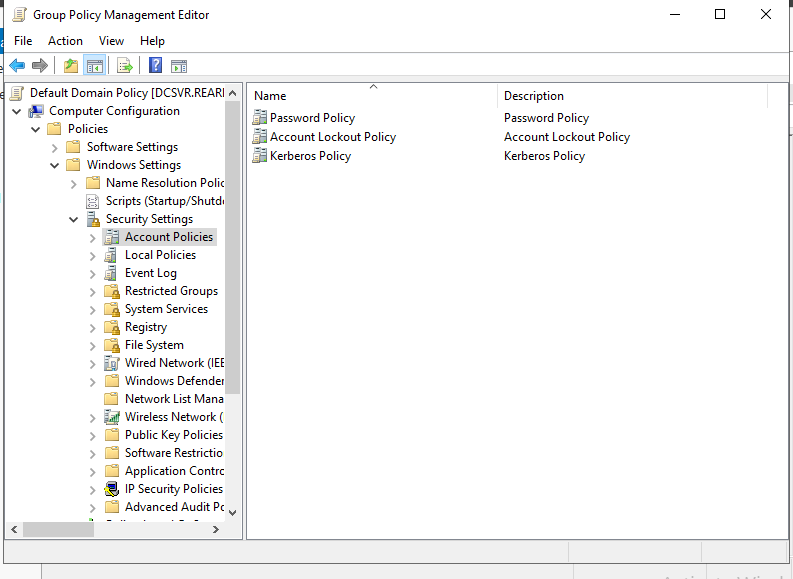 Group Policy Management Editor
File Action View Help
Default Domain Policy [DCSVR.REAR
Computer Configuration
Policies
Software Settings
Windows Settings
Name Resolution Polic
Scripts (Startup/Shutd
Security Settings
Account Policies
Local Policies
Event Log
Restricted Groups
System Services
Registry
File System
Wired Network (IEE
Windows Defender
Network List Mana
Wireless Network (
Public Key Policies
Software Restrictio
Application Contro
IP Security Policies
Advanced Audit Po
Name Description
Password Policy Password Policy
Account Lockout Policy Account Lockout Policy
Kerberos Policy Kerberos Policy